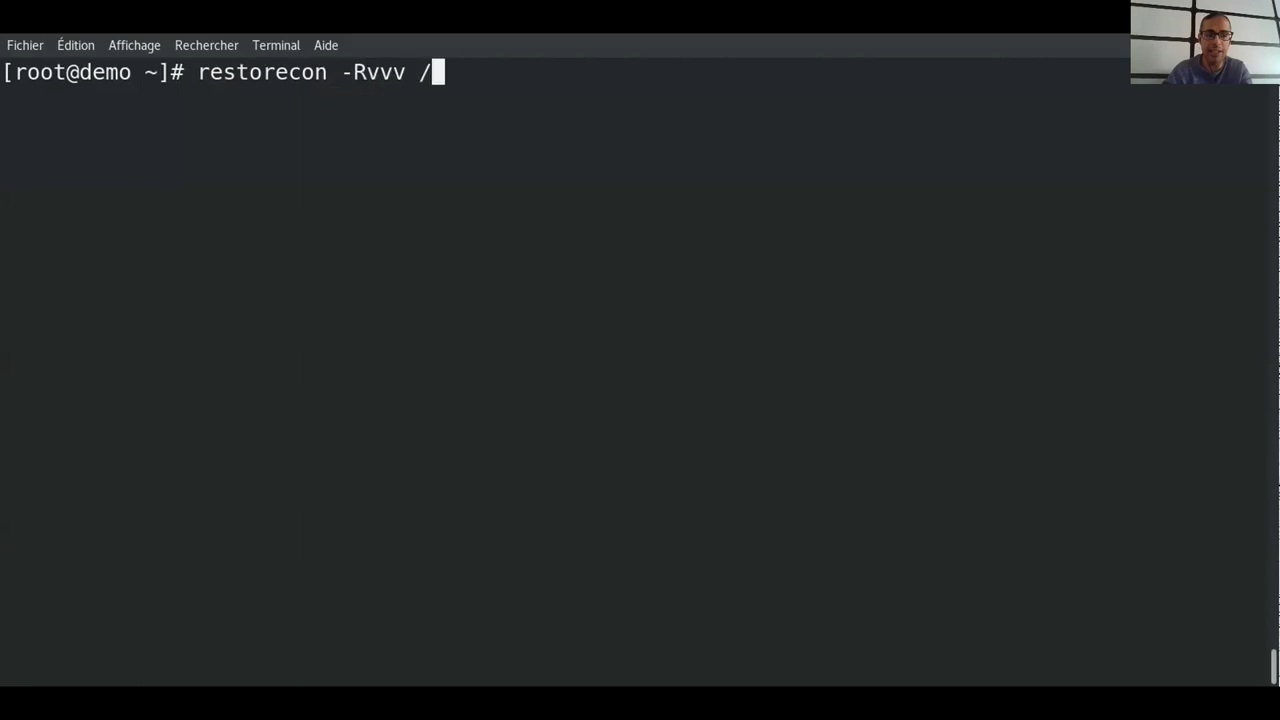 Fichier Édition Affichage Rechercher Terminal Aide
[root@demo ~]# restorecon -Rvvv /